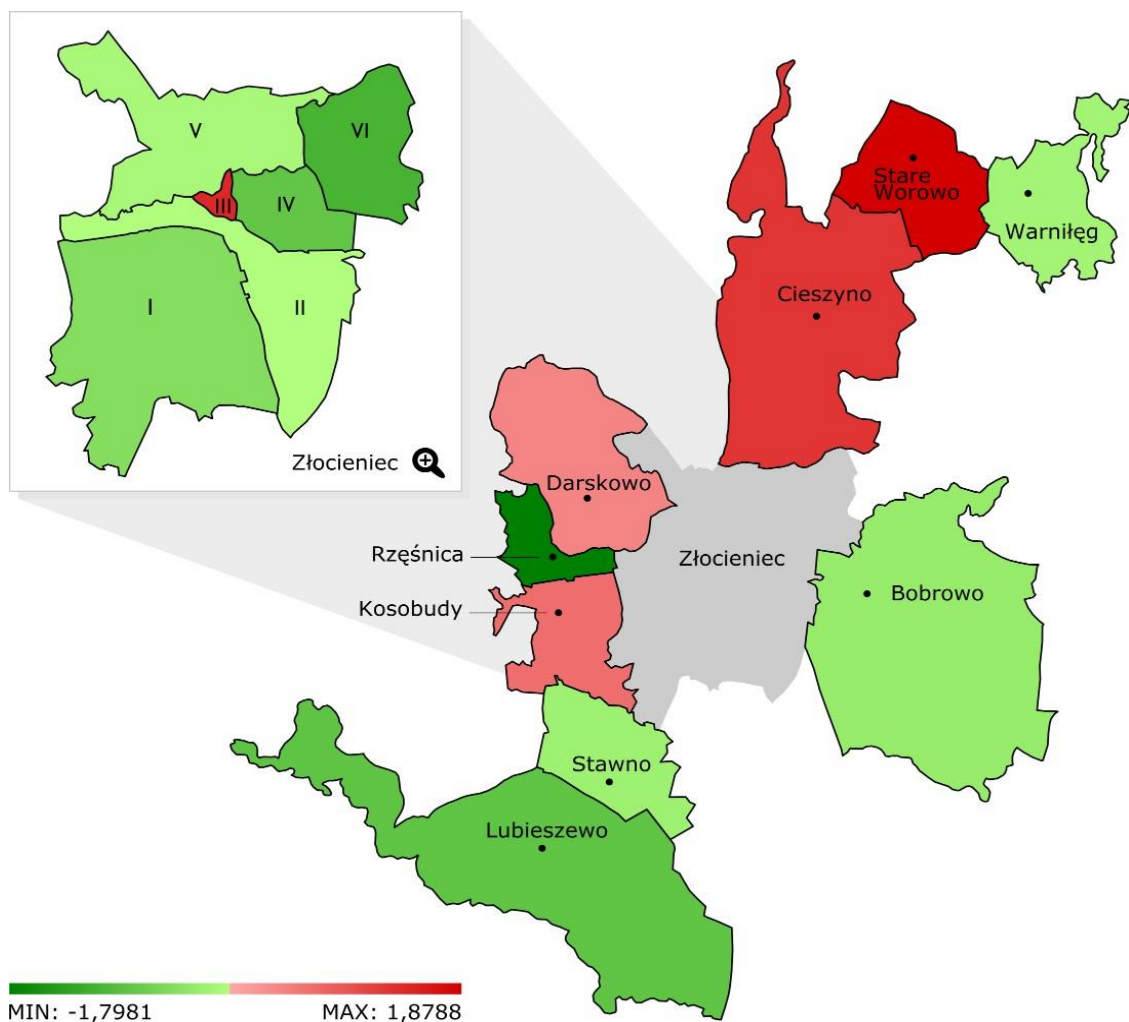 V
VI
III
IV
I
II
Złocieniec
Stare
Worowo
Warniłęg
Cieszyno
Darskowo
Rzęśnica
Złocieniec
Kosobudy
Bobrowo
Stawno
Lubieszewo
MIN: -1,7981
MAX: 1,8788